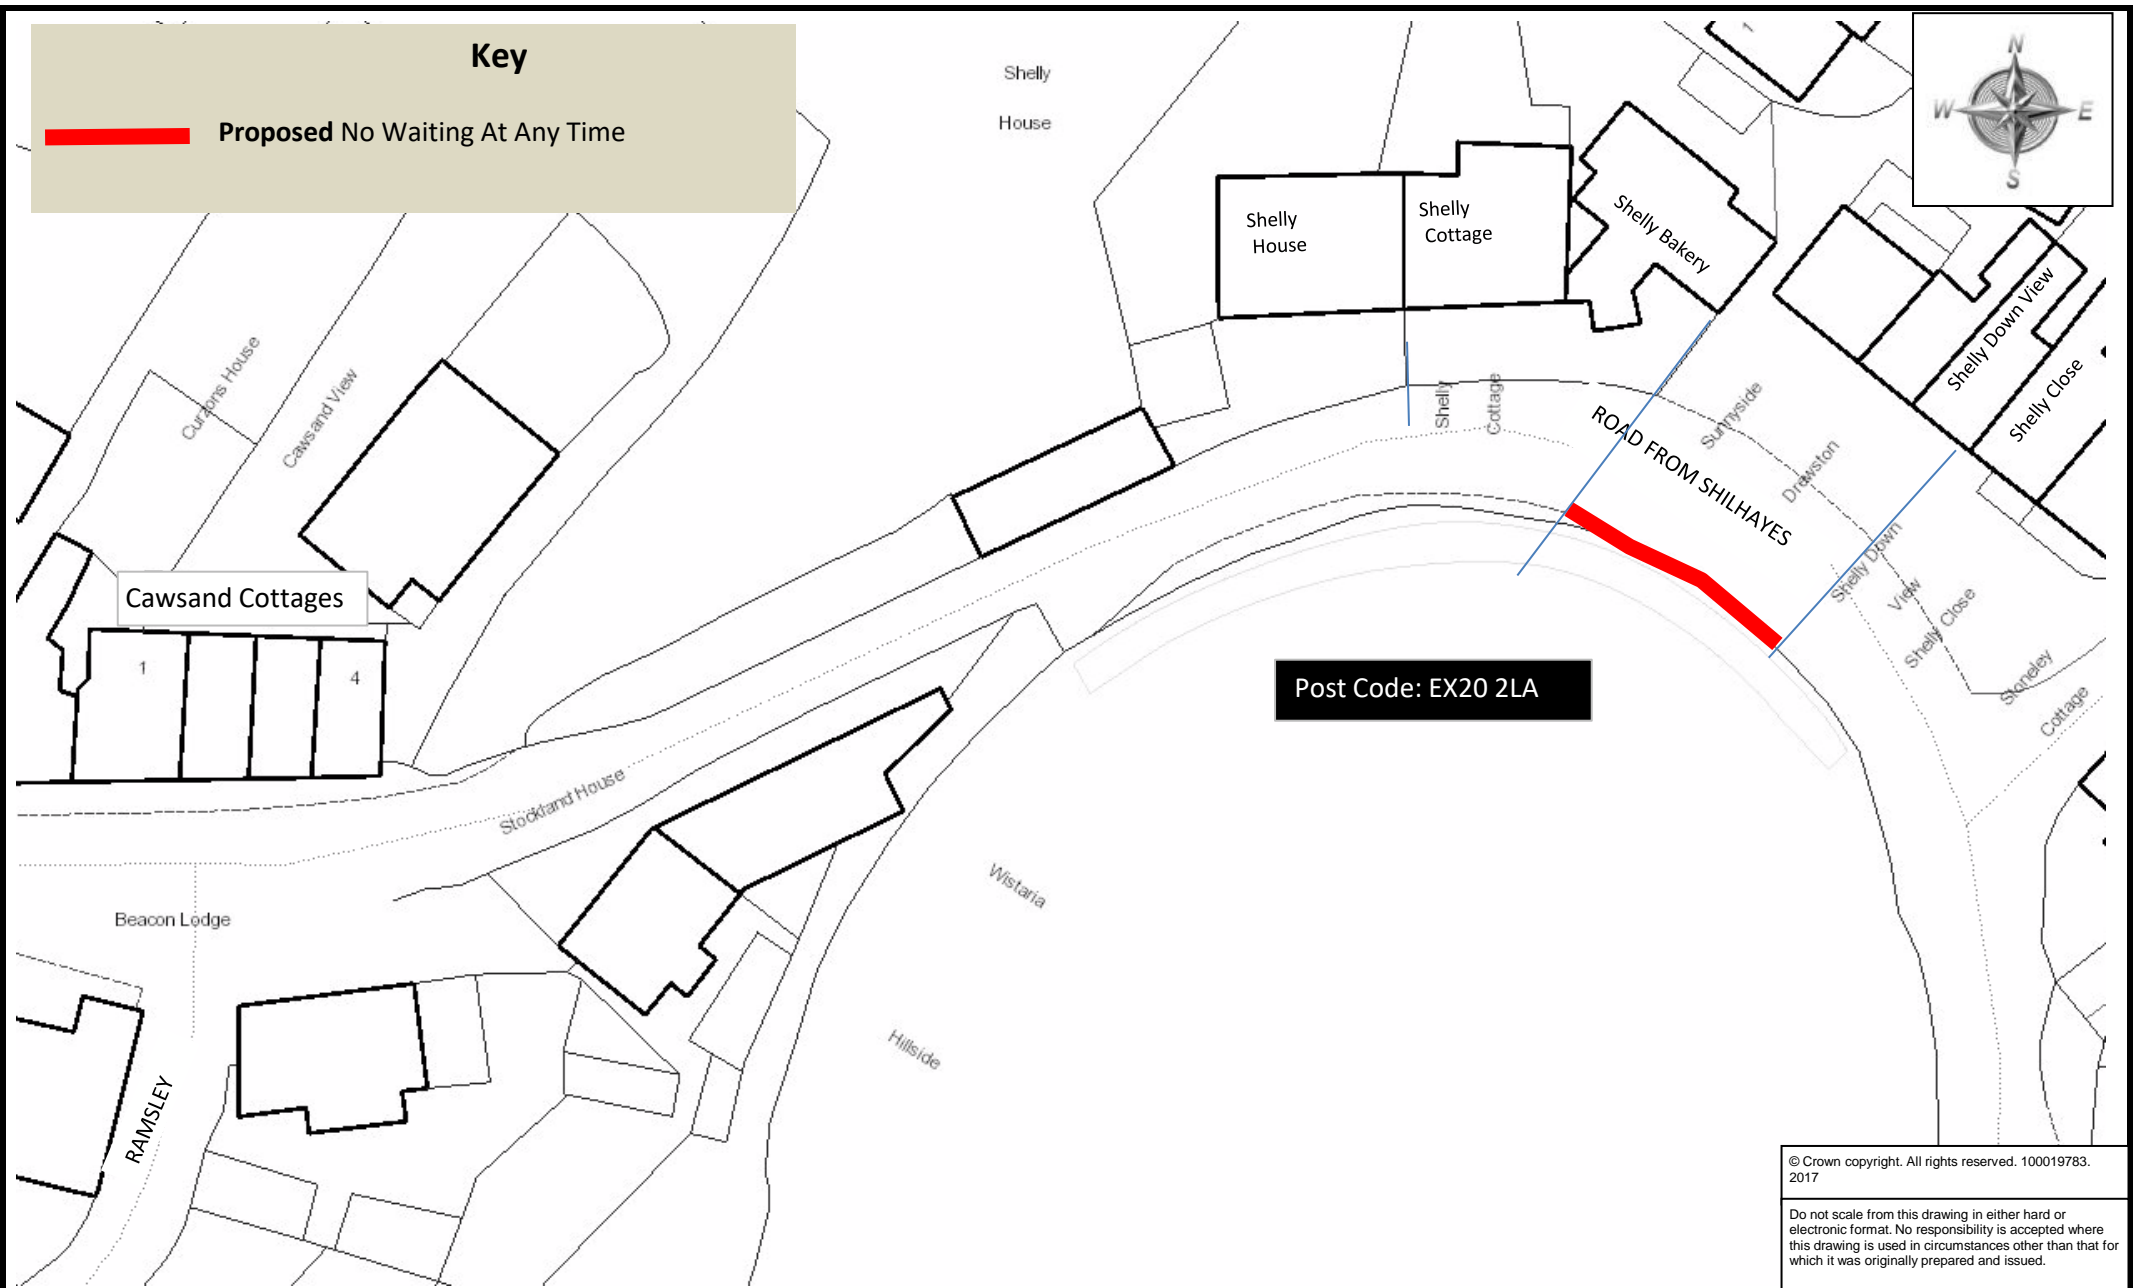 Key
Proposed No Waiting At Any Time
Shelly
House
N
W
E
S
1
Shelly
House
Shelly
Cottage
Shelly Bakery
Shelly Down View
Shelly Close
Curzons House
Cawsand View
Shelly
Cottage
ROAD FROM SHILHAYES
Sunnyside
Drewston
Shelly Down
View
Shelly Close
Stoneley
Cottage
Cawsand Cottages
1
4
Post Code: EX20 2LA
Stockland House
Wistaria
Beacon Lodge
Hillside
RAMSLEY
© Crown copyright. All rights reserved. 100019783.
2017
Do not scale from this drawing in either hard or
electronic format. No responsibility is accepted where
this drawing is used in circumstances other than that for
which it was originally prepared and issued.